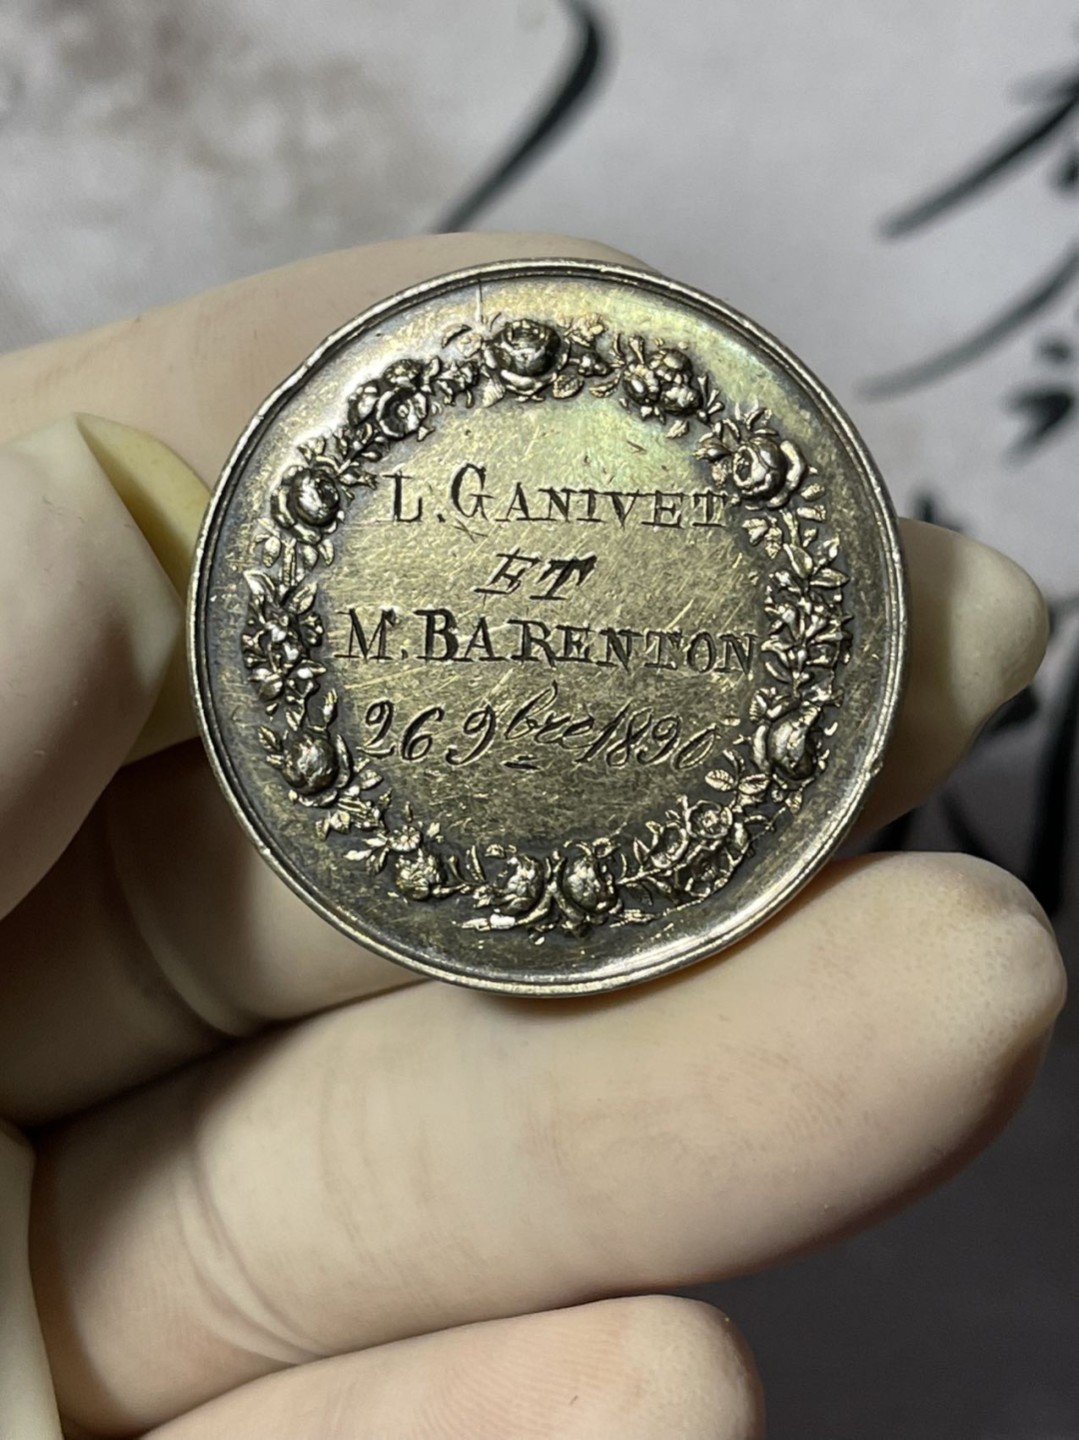 L. GANIVET
ET
M. BARENTON
26 9bre 1890